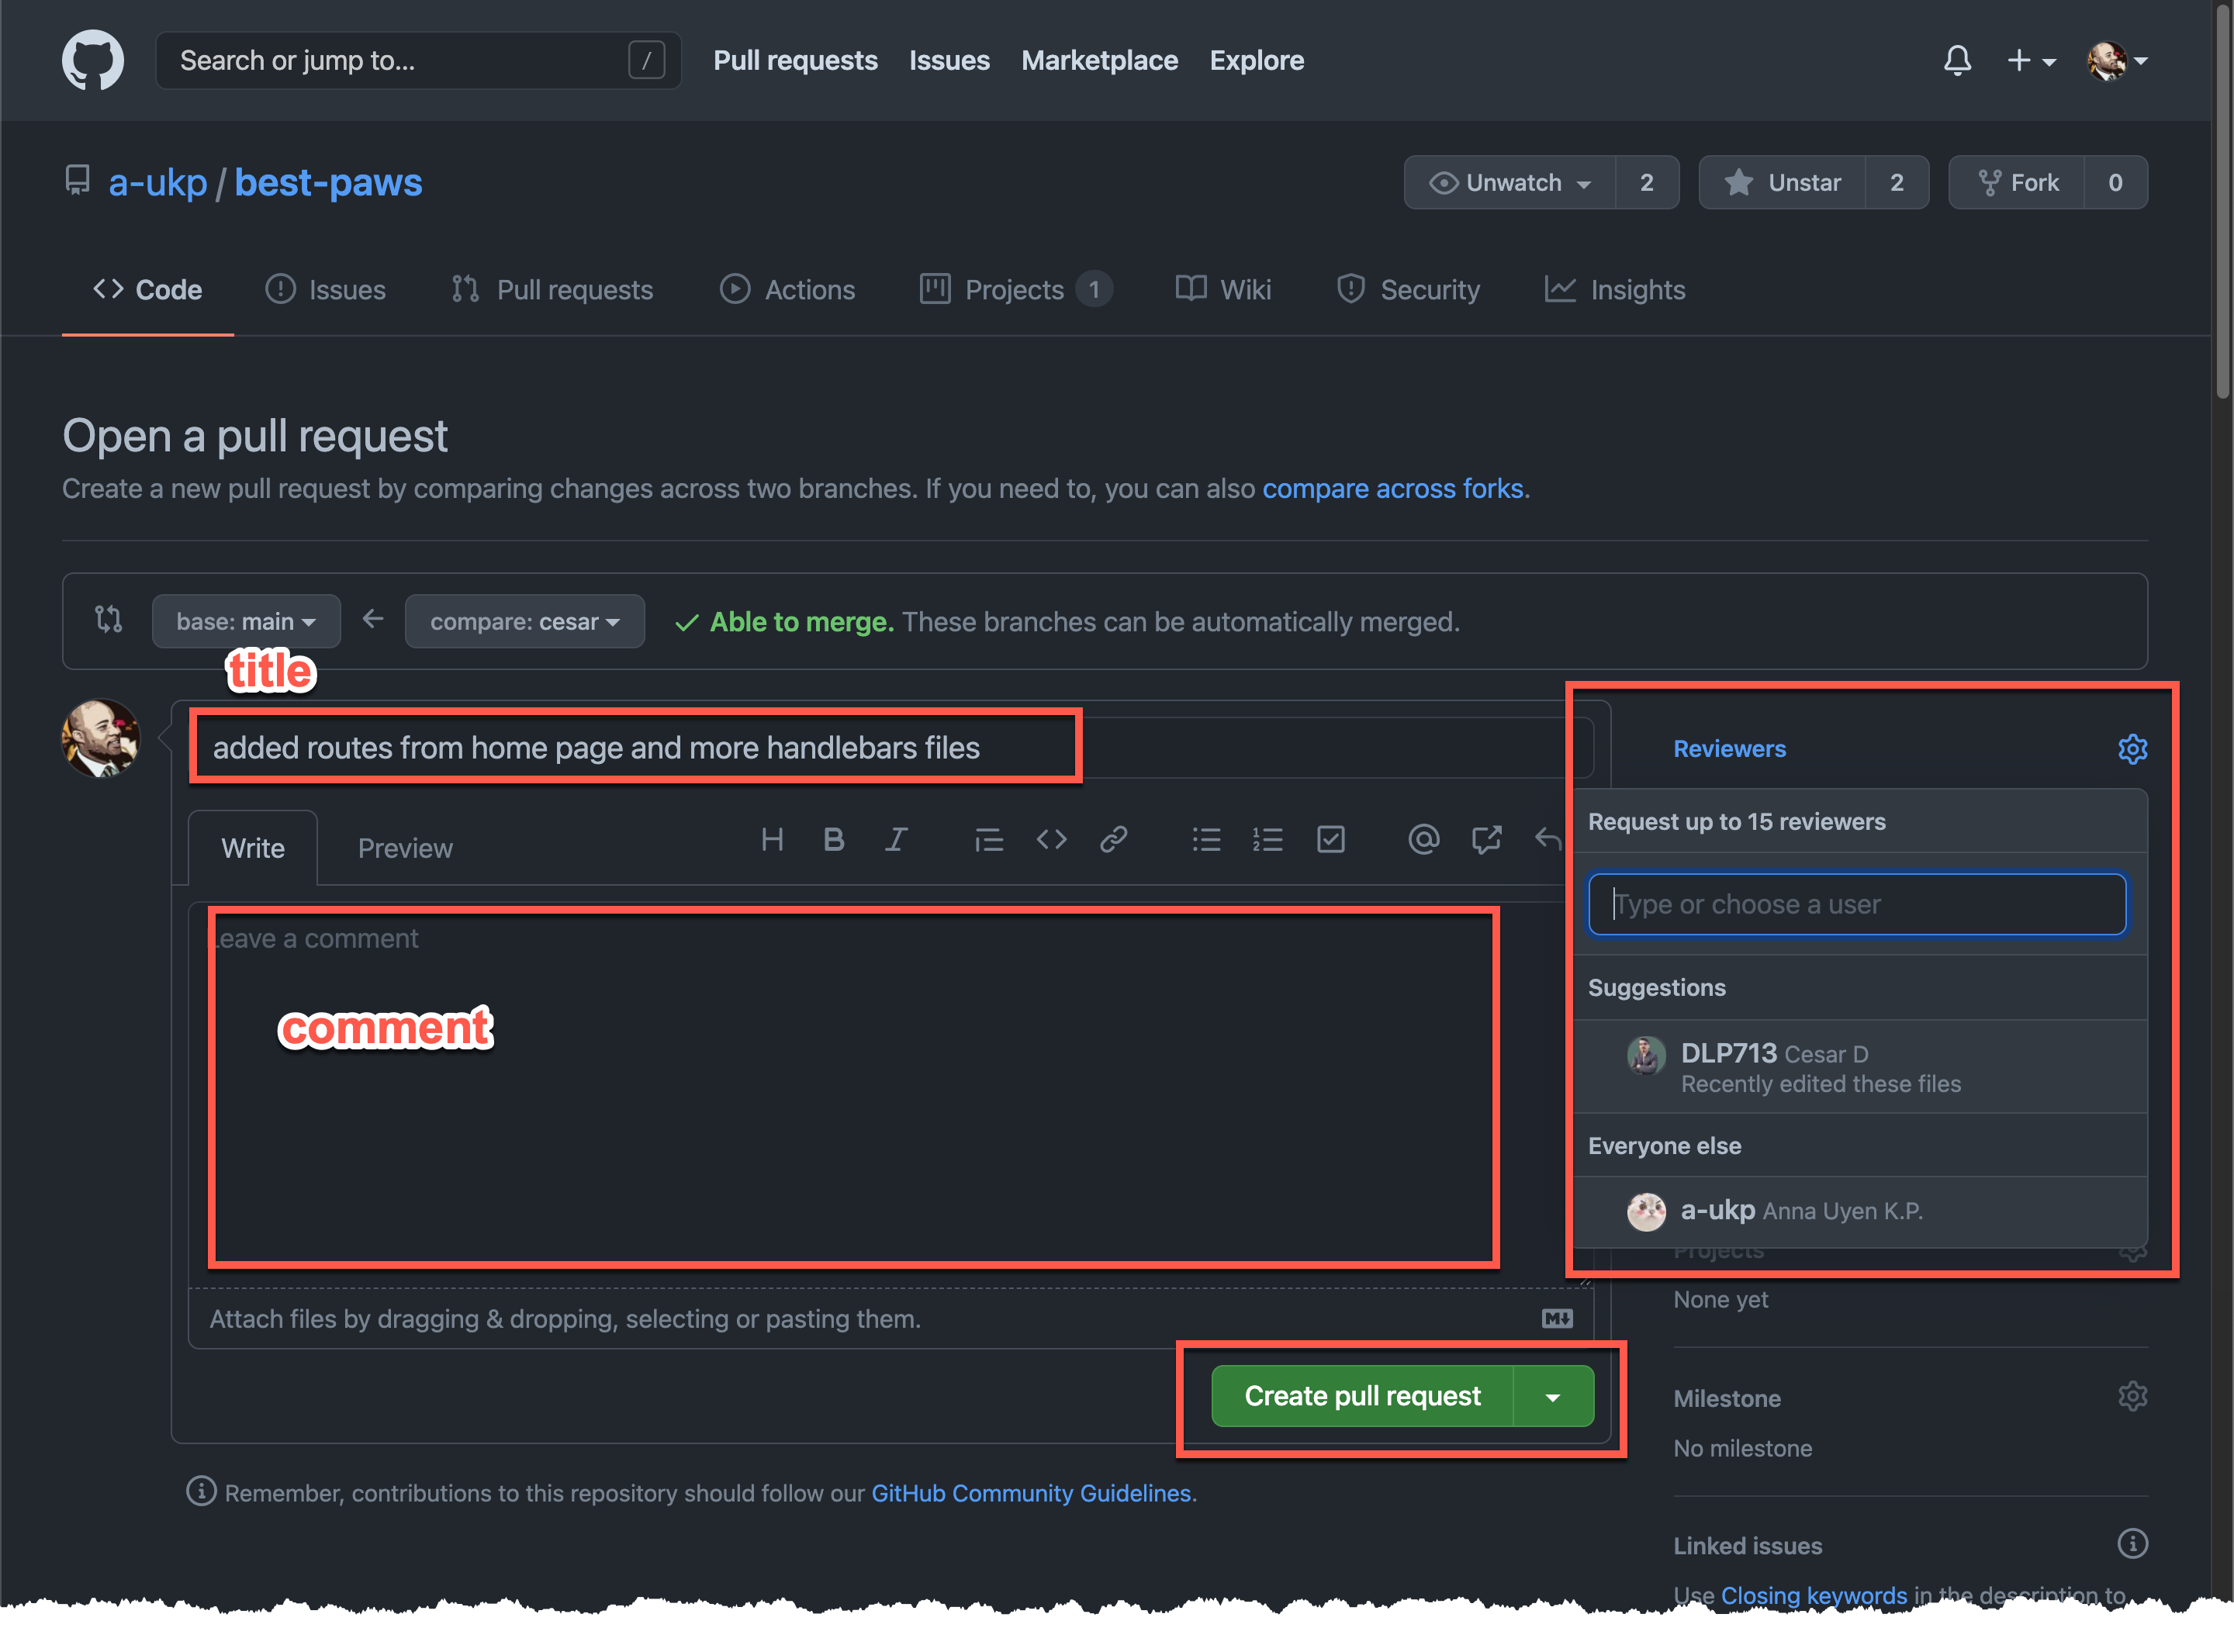 Search or jump to... /
Pull requests Issues Marketplace Explore
a-ukp / best-paws
Unwatch 2 Unstar 2 Fork 0
Code Issues Pull requests Actions Projects 1 Wiki Security Insights
Open a pull request
Create a new pull request by comparing changes across two branches. If you need to, you can also compare across forks.
base: main compare: cesar Able to merge. These branches can be automatically merged.
title
added routes from home page and more handlebars files
Write Preview
Leave a comment
comment
Attach files by dragging & dropping, selecting or pasting them.
Create pull request
Remember, contributions to this repository should follow our GitHub Community Guidelines.
Reviewers
Request up to 15 reviewers
Type or choose a user
Suggestions
DLP713 Cesar D
Recently edited these files
Everyone else
a-ukp Anna Uyen K.P.
Projects
None yet
Milestone
No milestone
Linked issues
Use Closing keywords in the description to